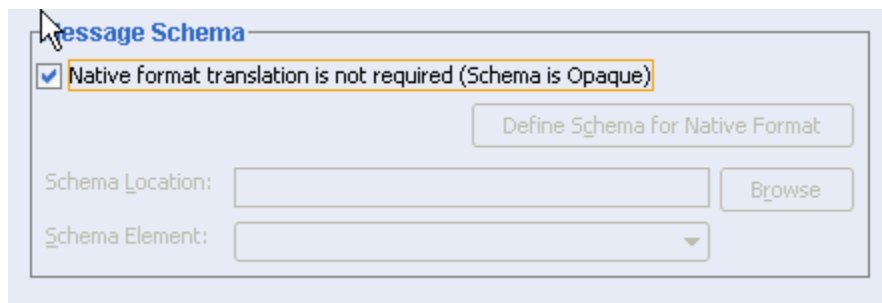 Message Schema
Native format translation is not required (Schema is Opaque)
Define Schema for Native Format
Schema Location:
Browse
Schema Element: